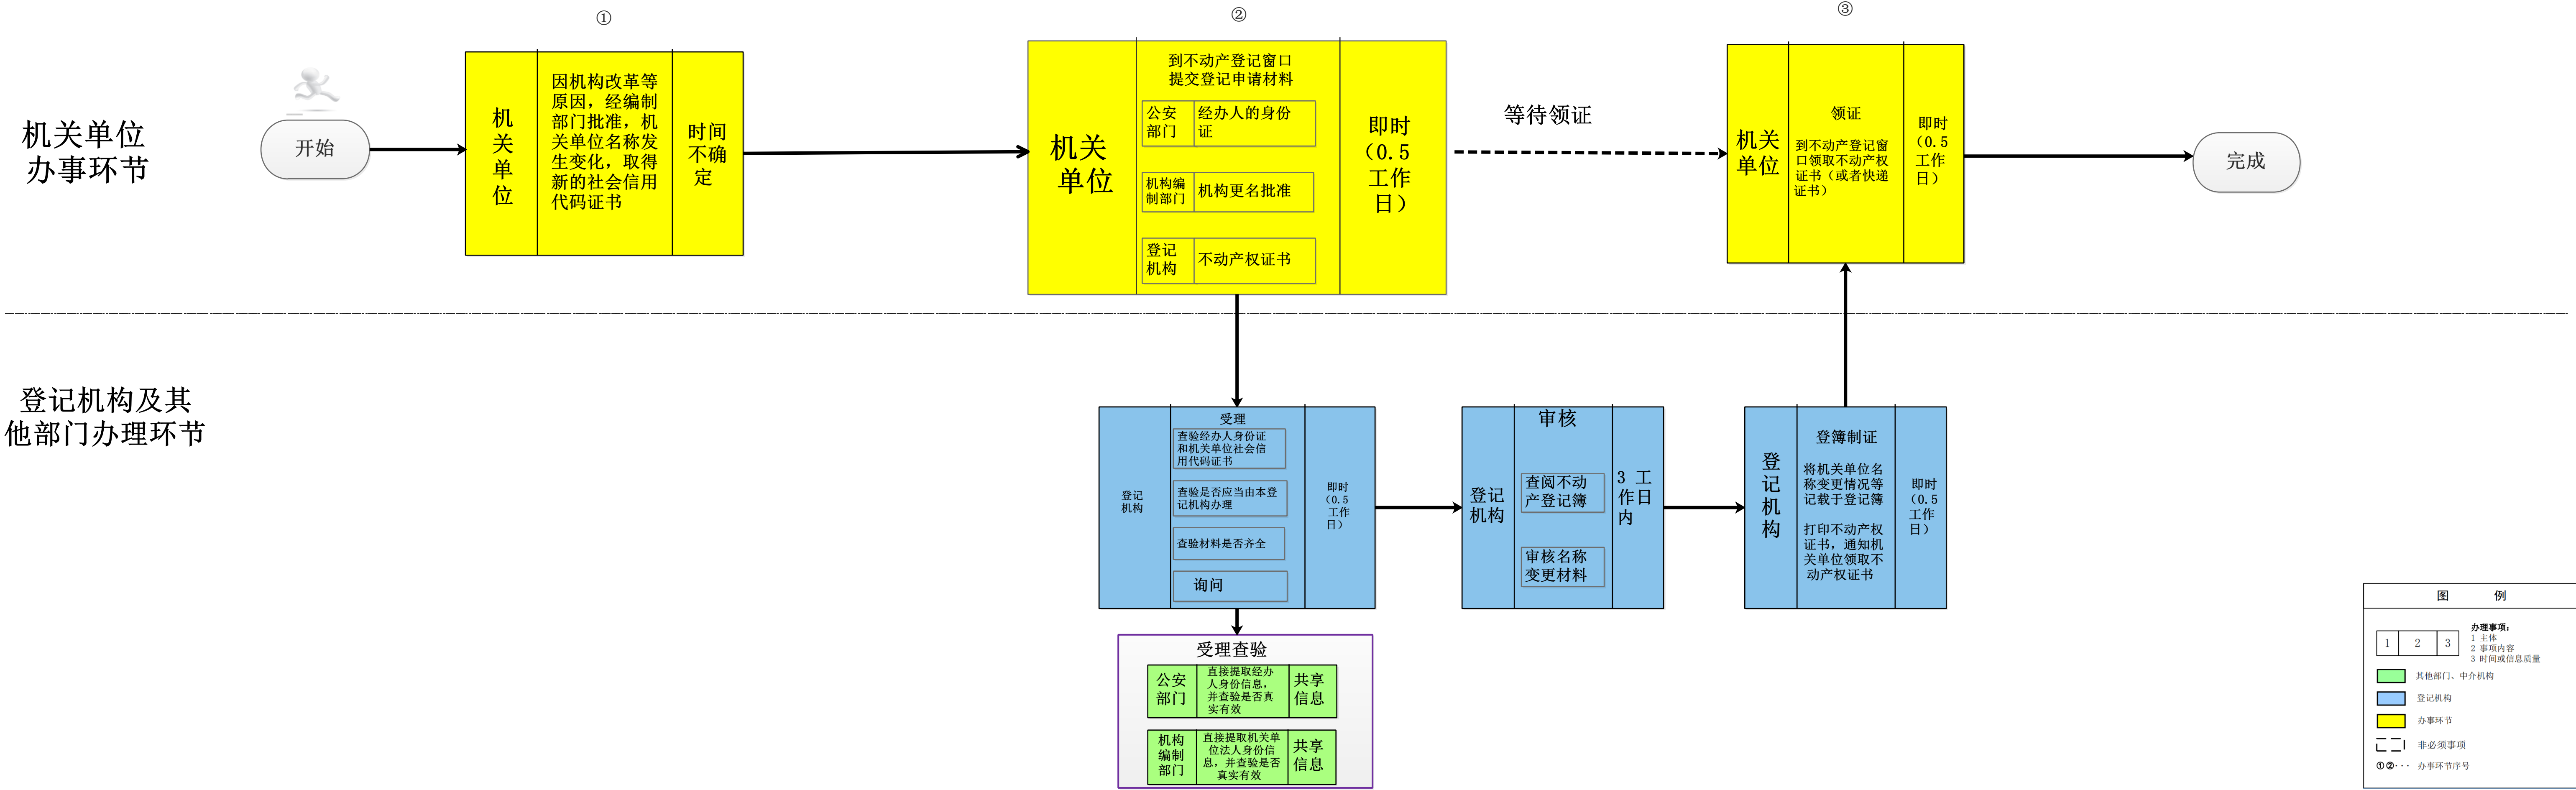 ①
②
③
机关单位
办事环节
开始
机
关
单
位
因机构改革等
原因，经编制
部门批准，机
关单位名称发
生变化，取得
新的社会信用
代码证书
时间
不确
定
机关
单位
到不动产登记窗口
提交登记申请材料
公安
部门
经办人的身份
证
机构编
制部门
机构更名批准
登记
机构
不动产权证书
即时
（0.5
工作
日）
等待领证
机关
单位
领证
到不动产登记窗
口领取不动产权
证书（或者快递
证书）
即时
（0.5
工作
日）
完成
登记机构及其
他部门办理环节
登记
机构
受理
查验经办人身份证
和机关单位社会信
用代码证书
查验是否应当由本登
记机构办理
查验材料是否齐全
询问
即时
（0.5
工作
日）
登记
机构
审核
查阅不动
产登记簿
审核名称
变更材料
3 工
作日
内
登
记
机
构
登簿制证
将机关单位名
称变更情况等
记载于登记簿
打印不动产权
证书，通知机
关单位领取不
动产权证书
即时
（0.5
工作
日）
受理查验
公安
部门
直接提取经办
人身份信息，
并查验是否真
实有效
共享
信息
机构
编制
部门
直接提取机关单
位法人身份信
息，并查验是否
真实有效
共享
信息
图 例
1 2 3
办理事项：
1 主体
2 事项内容
3 时间或信息质量
其他部门、中介机构
登记机构
办事环节
非必须事项
①②··· 办事环节序号